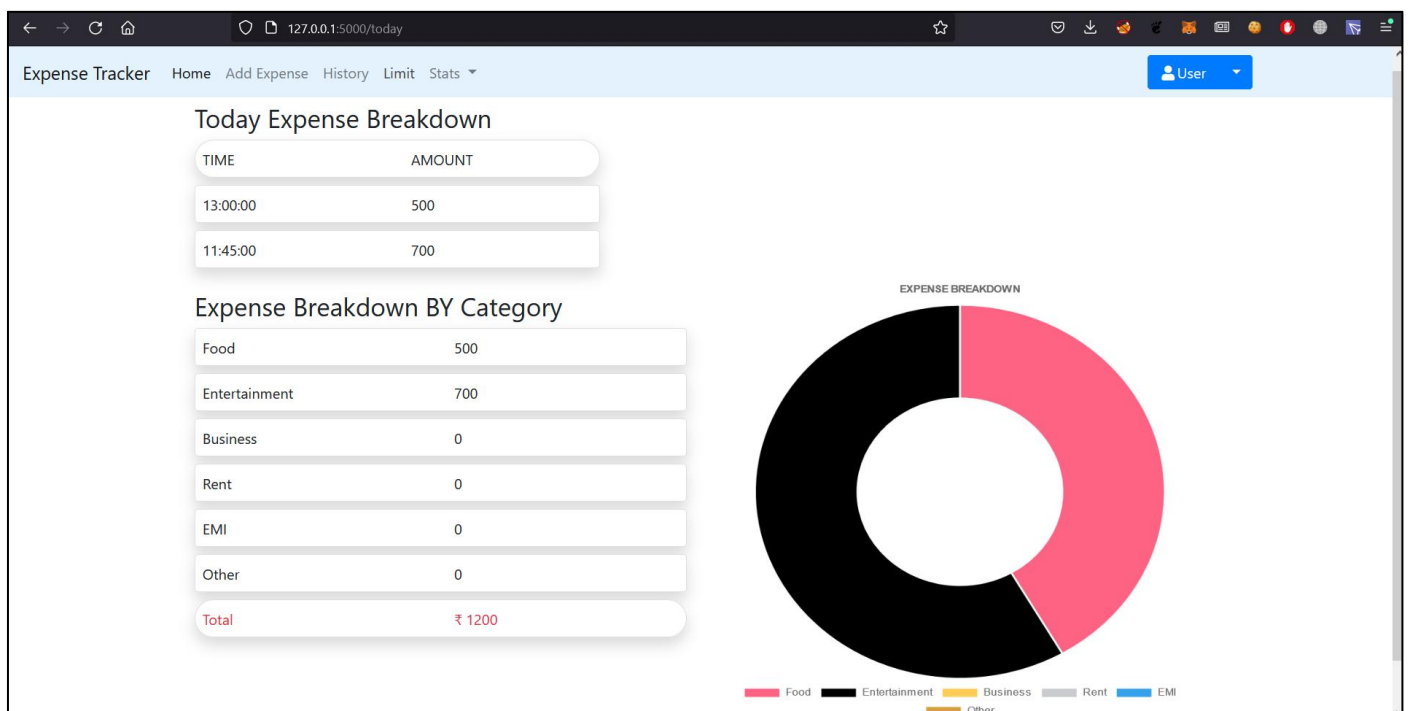 127.0.0.1:5000/today
Expense Tracker Home Add Expense History Limit Stats User
Today Expense Breakdown
TIME AMOUNT
13:00:00 500
11:45:00 700
Expense Breakdown BY Category
Food 500
Entertainment 700
Business 0
Rent 0
EMI 0
Other 0
Total ₹ 1200
EXPENSE BREAKDOWN
Food Entertainment Business Rent EMI
Other